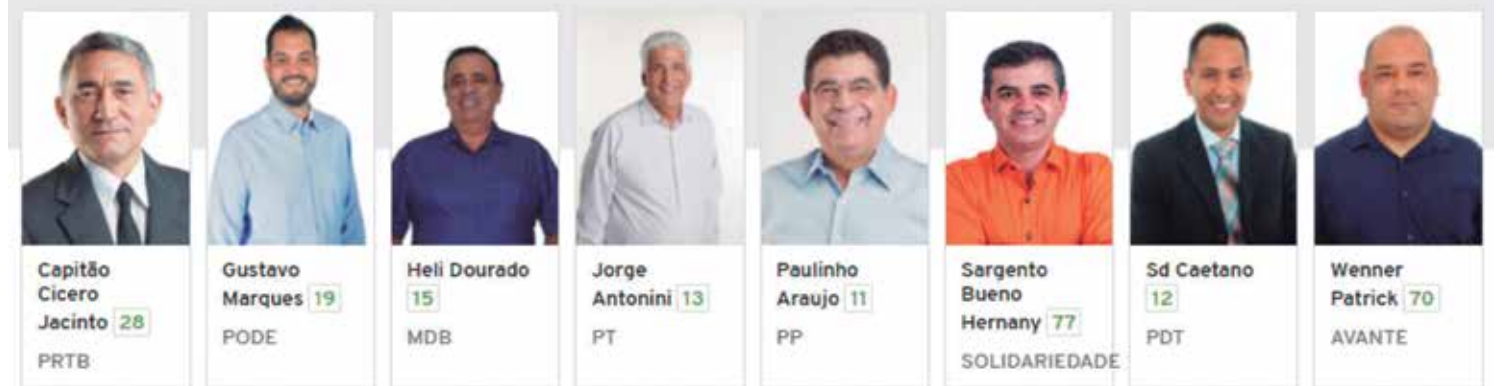 Capitão
Cicero
Jacinto 28
PRTB
Gustavo
Marques 19
PODE
Heli Dourado
15
MDB
Jorge
Antonini 13
PT
Paulinho
Araujo 11
PP
Sargento
Bueno
Hernany 77
SOLIDARIEDADE
Sd Caetano
12
PDT
Wenner
Patrick 70
AVANTE